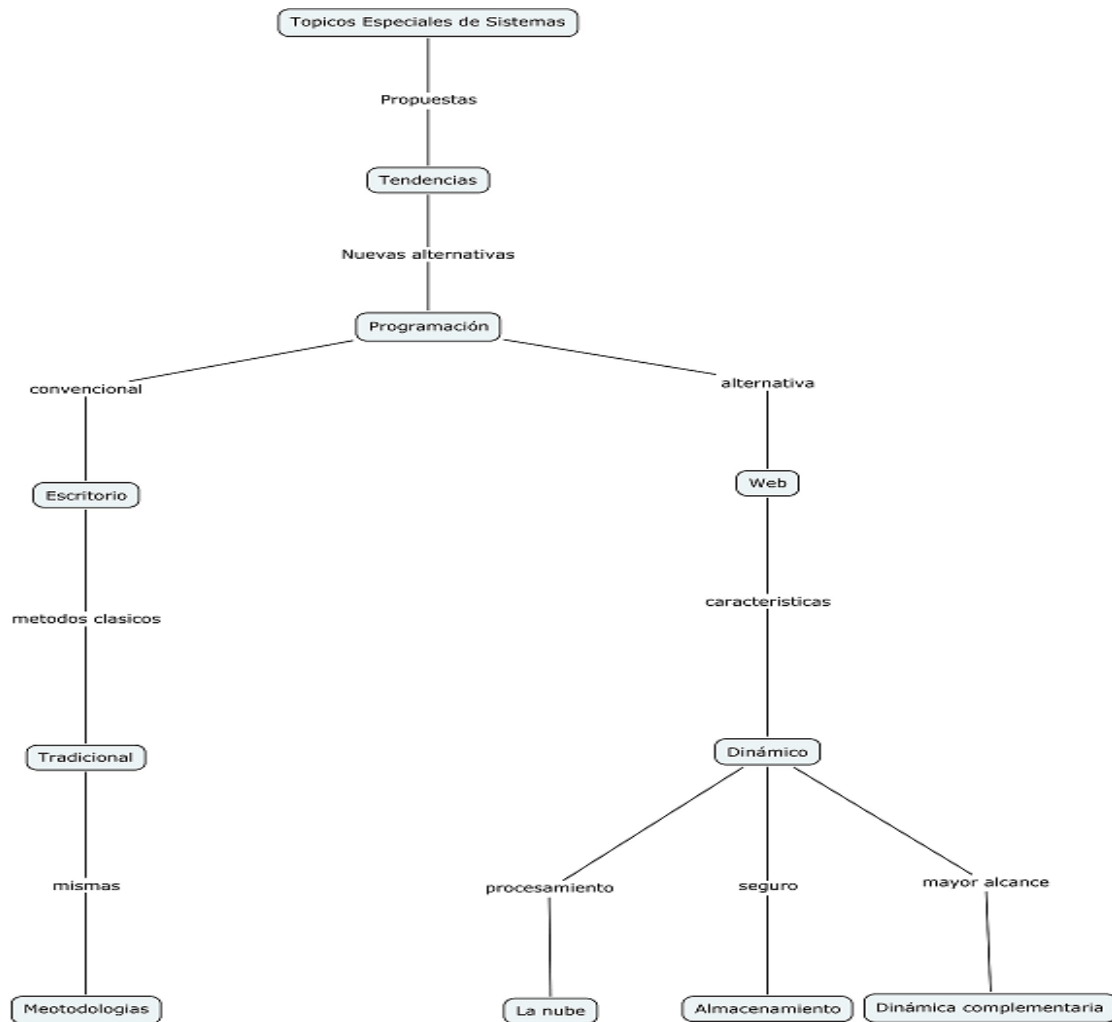 Topicos Especiales de Sistemas
Propuestas
Tendencias
Nuevas alternativas
Programación
convencional
alternativa
Escritorio
Web
metodos clasicos
caracteristicas
Tradicional
Dinámico
mismas
procesamiento
seguro
mayor alcance
Meotodologias
La nube
Almacenamiento
Dinámica complementaria